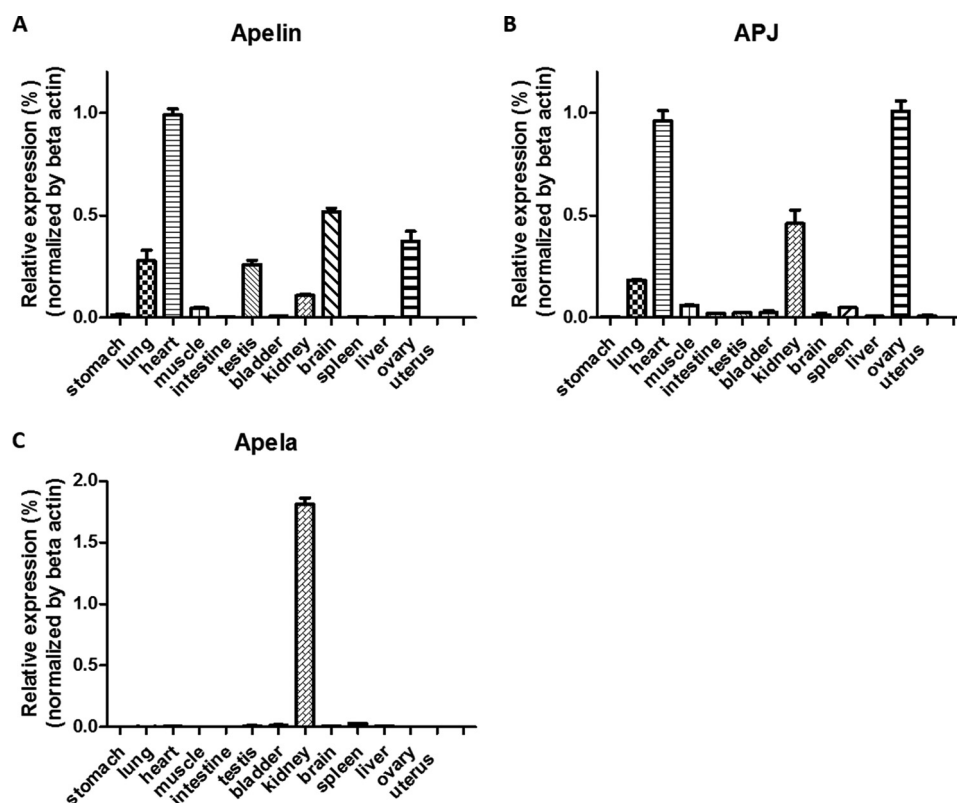 A
Apelin
Relative expression (%)
(normalized by beta actin)
1.0
0.5
0.0
stomach
lung
heart
muscle
intestine
testis
bladder
kidney
brain
spleen
liver
ovary
uterus
B
APJ
Relative expression (%)
(normalized by beta actin)
1.0
0.5
0.0
stomach
lung
heart
muscle
intestine
testis
bladder
kidney
brain
spleen
liver
ovary
uterus
C
Apela
Relative expression (%)
(normalized by beta actin)
2.0
1.5
1.0
0.5
0.0
stomach
lung
heart
muscle
intestine
testis
bladder
kidney
brain
spleen
liver
ovary
uterus